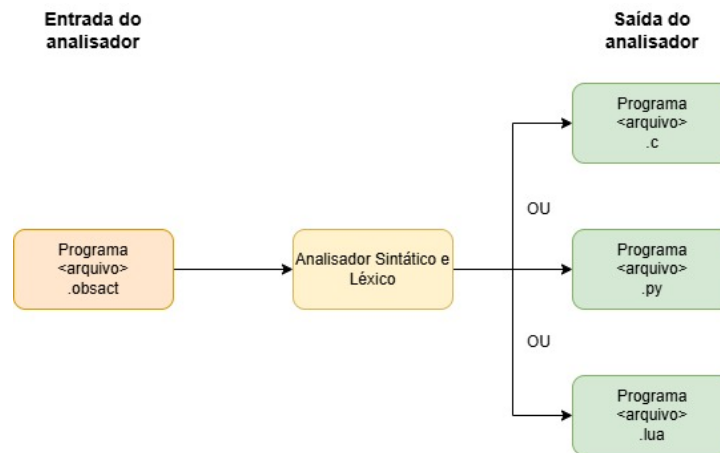 Entrada do
analisador
Saída do
analisador
Programa
<arquivo>
.c
OU
Programa
<arquivo>
.obsact
Analisador Sintático e
Léxico
Programa
<arquivo>
.py
OU
Programa
<arquivo>
.lua